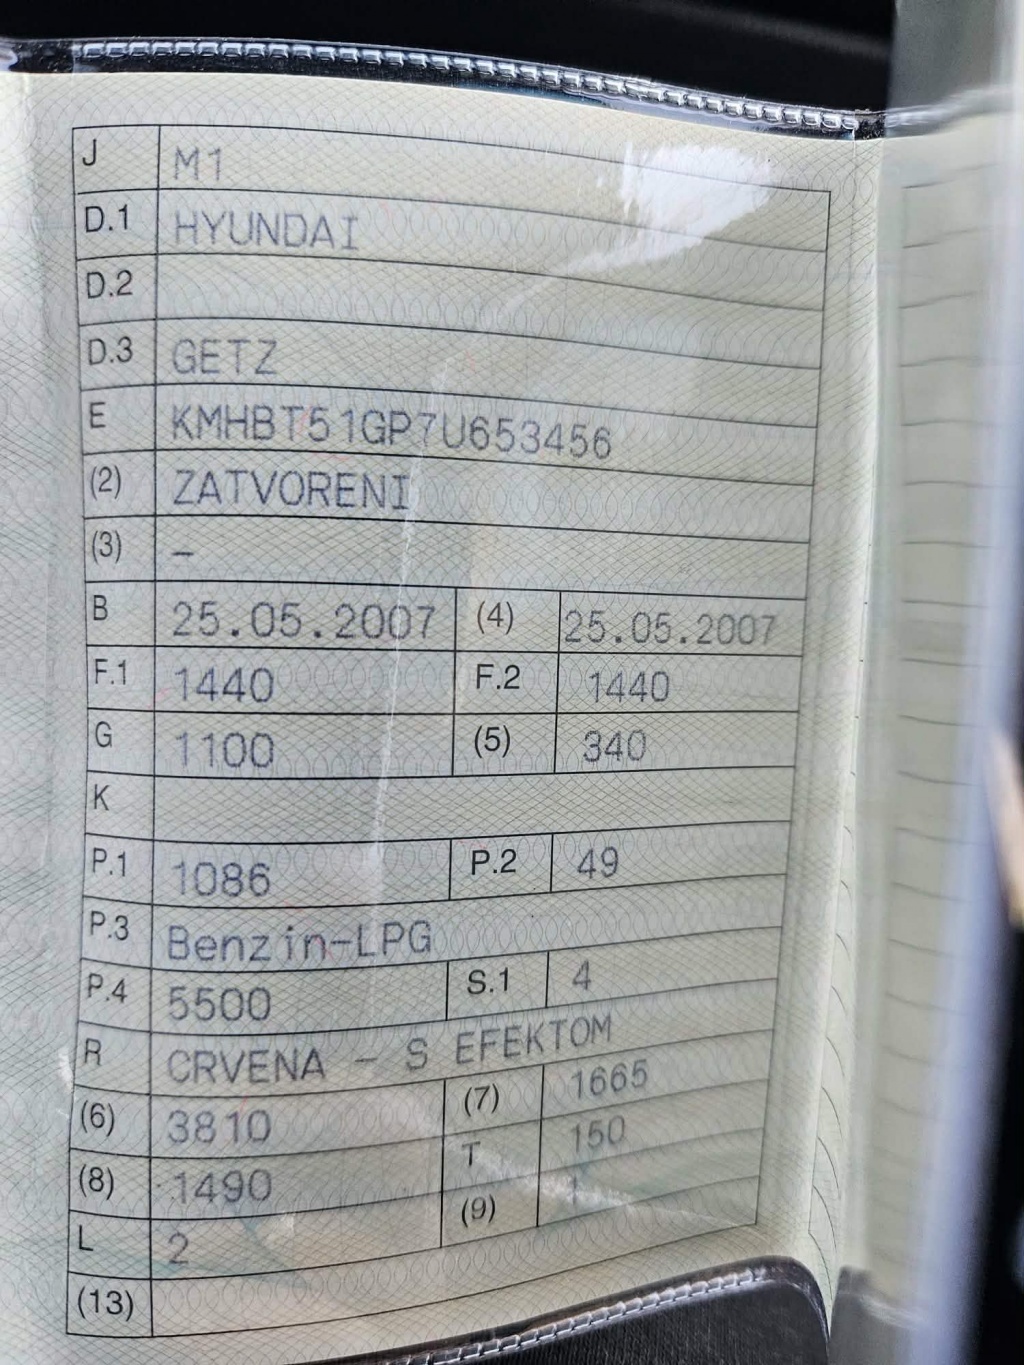 J M1
D.1 HYUNDAI
D.2
D.3 GETZ
E KMHBT51GP7U653456
(2) ZATVORENI
(3) –
B 25.05.2007 (4) 25.05.2007
F.1 1440 F.2 1440
G 1100 (5) 340
K
P.1 1086 P.2 49
P.3 Benzin-LPG
P.4 5500 S.1 4
R CRVENA - S EFEKTOM
(6) 3810 (7) 1665
(8) 1490 T 150
L 2 (9) 1
(13)